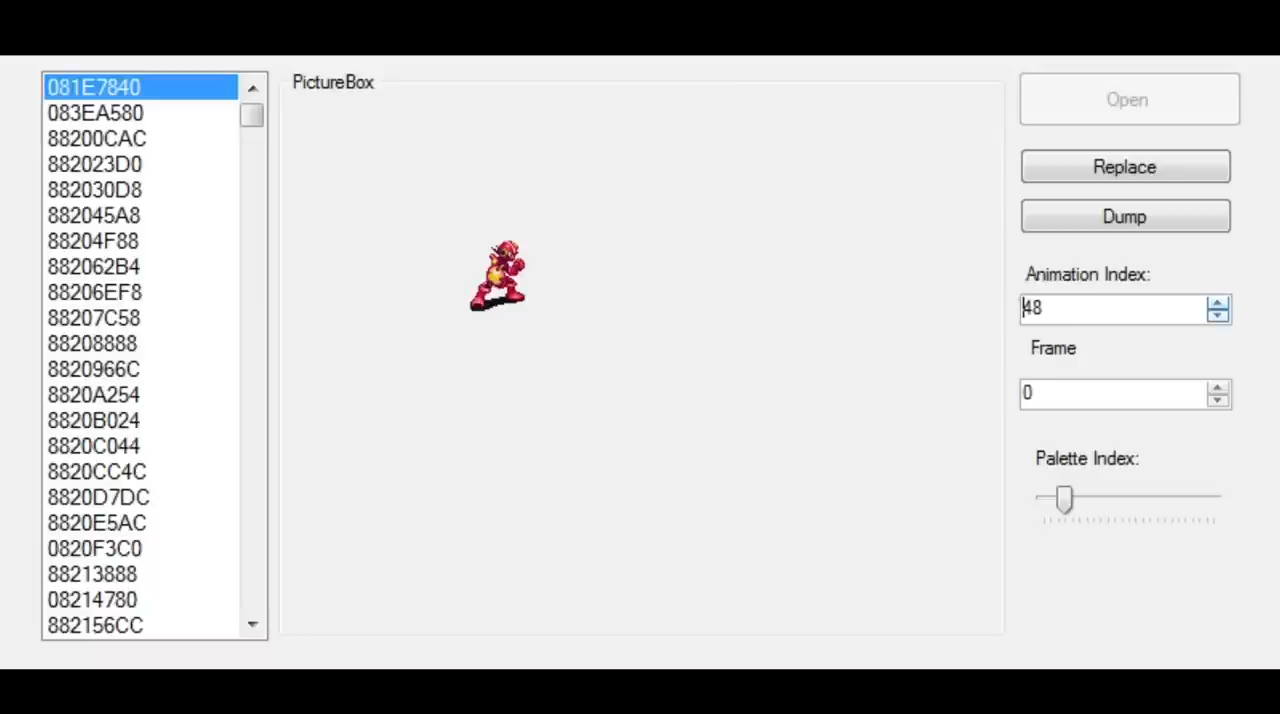 081E7840
083EA580
88200CAC
882023D0
882030D8
882045A8
88204F88
882062B4
88206EF8
88207C58
88208888
8820966C
8820A254
8820B024
8820C044
8820CC4C
8820D7DC
8820E5AC
0820F3C0
88213888
08214780
882156CC
PictureBox
Open
Replace
Dump
Animation Index:
48
Frame
0
Palette Index: